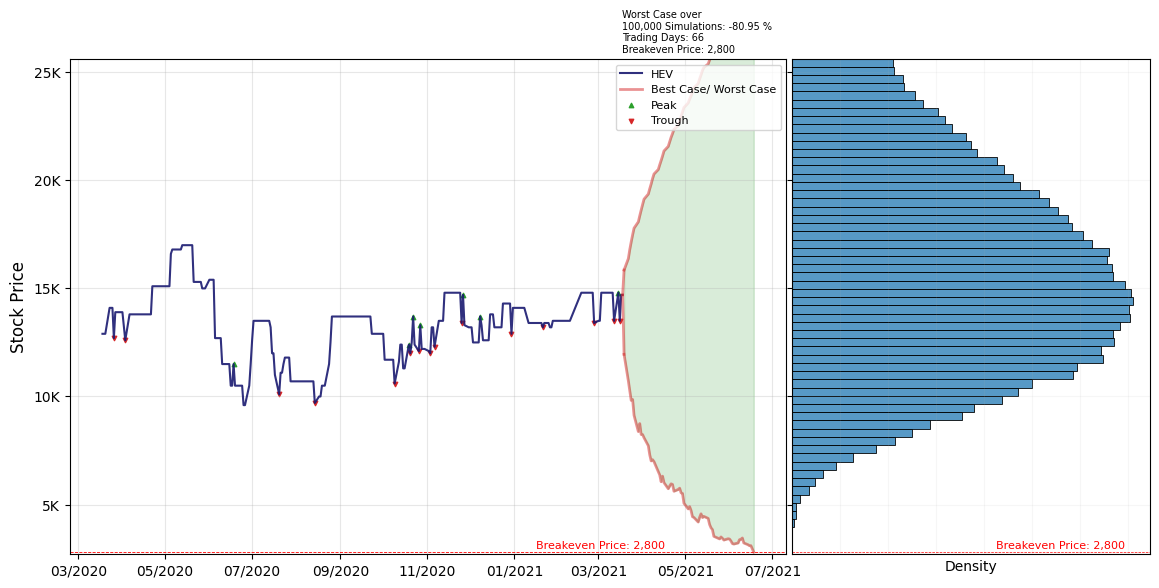 Worst Case over
100,000 Simulations: -80.95 %
Trading Days: 66
Breakeven Price: 2,800
HEV
Best Case/ Worst Case
Peak
Trough
25K
20K
15K
10K
5K
Stock Price
Breakeven Price: 2,800
Breakeven Price: 2,800
03/2020 05/2020 07/2020 09/2020 11/2020 01/2021 03/2021 05/2021 07/2021
Density